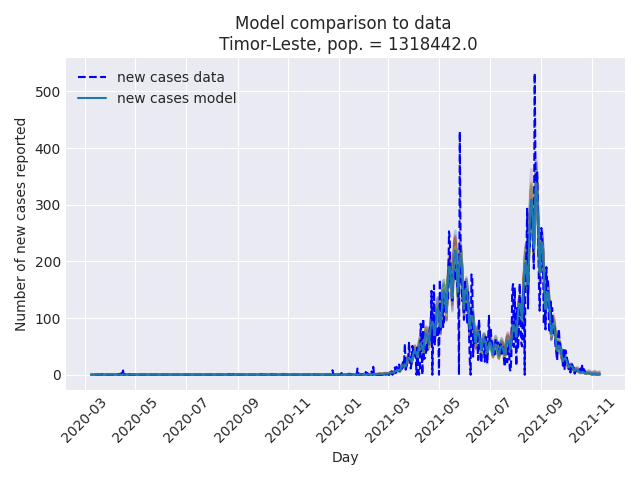 Model comparison to data
Timor-Leste, pop. = 1318442.0
new cases data
new cases model
Number of new cases reported
500
400
300
200
100
0
2020-03
2020-05
2020-07
2020-09
2020-11
2021-01
2021-03
2021-05
2021-07
2021-09
2021-11
Day